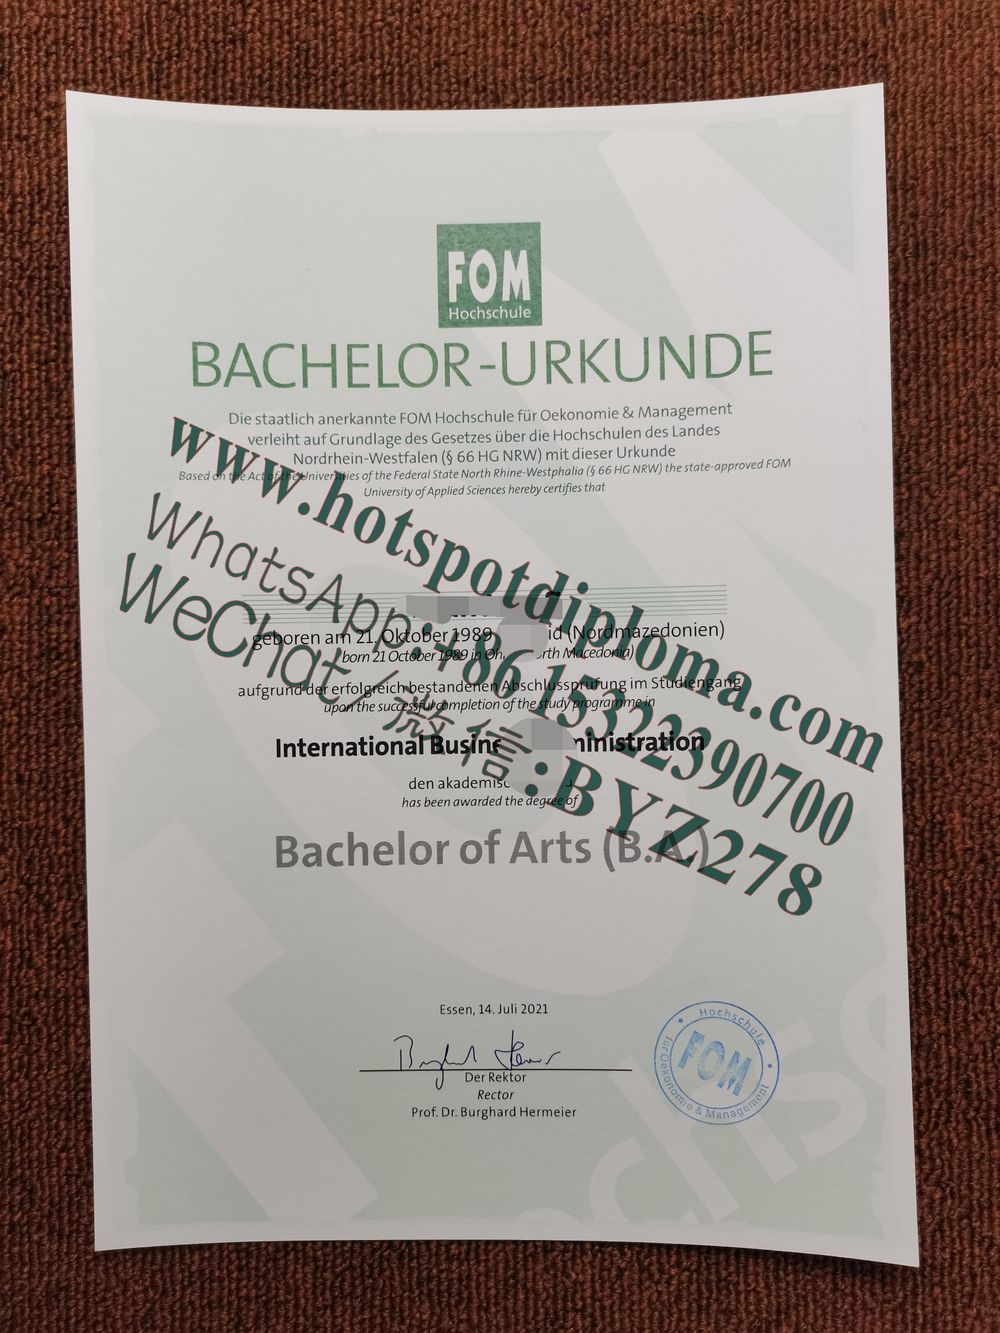 FOM
Hochschule
BACHELOR-URKUNDE
Die staatlich anerkannte FOM Hochschule für Oekonomie & Management
verleiht auf Grundlage des Gesetzes über die Hochschulen des Landes
Nordrhein-Westfalen (§ 66 HG NRW) mit dieser Urkunde
Based on the Act of the Universities of the Federal State North Rhine-Westphalia (§ 66 HG NRW) the state-approved FOM
University of Applied Sciences hereby certifies that
www.hotspotdiploma.com
WhatsApp:+86 15322390700
WeChat/微信:BYZ278
geboren am 21. Oktober 1989 (Nordmazedonien)
born 21 October 1989 in Macedonia)
aufgrund der erfolgreich bestandenen Abschlussprüfung im Studiengang
upon the successful completion of the study programme in
International
den
has been awarded the degree of
Bachelor of Arts (B.A.)
Essen, 14. Juli 2021
Der Rektor
Rector
Prof. Dr. Burghard Hermeier
Hochschule
FOM
für Oekonomie & Management